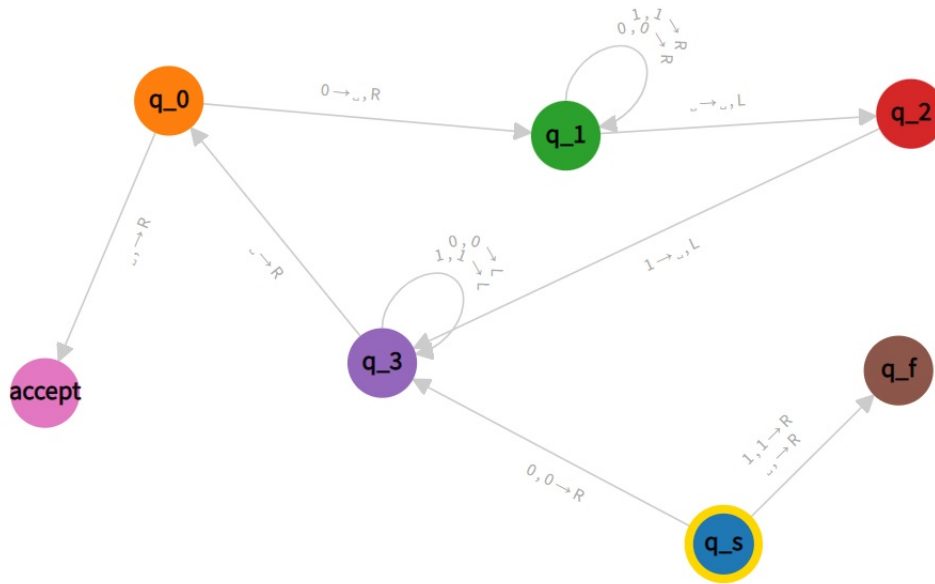 1,1→R
0,0→R
q_0
0→␣,R
q_1
␣→␣,L
q_2
␣,→R
␣→R
0,0→L
1,1→L
1→␣,L
accept
q_3
q_f
0,0→R
1,1→R
␣,→R
q_s